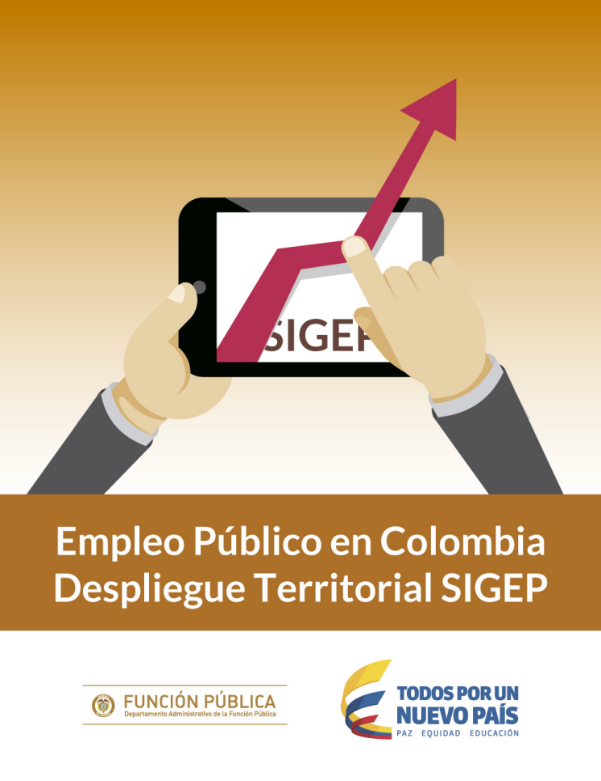 SIGEP
Empleo Público en Colombia
Despliegue Territorial SIGEP
FUNCIÓN PÚBLICA
Departamento Administrativo de la Función Pública
TODOS POR UN
NUEVO PAÍS
PAZ EQUIDAD EDUCACIÓN